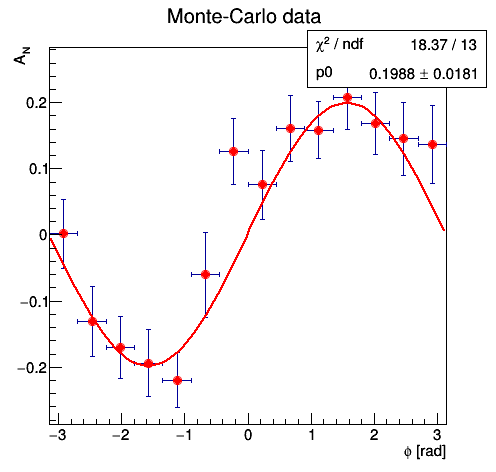 Monte-Carlo data
χ² / ndf 18.37 / 13
p0 0.1988 ± 0.0181
A_N
0.2
0.1
0
−0.1
−0.2
−3 −2 −1 0 1 2 3
ϕ [rad]